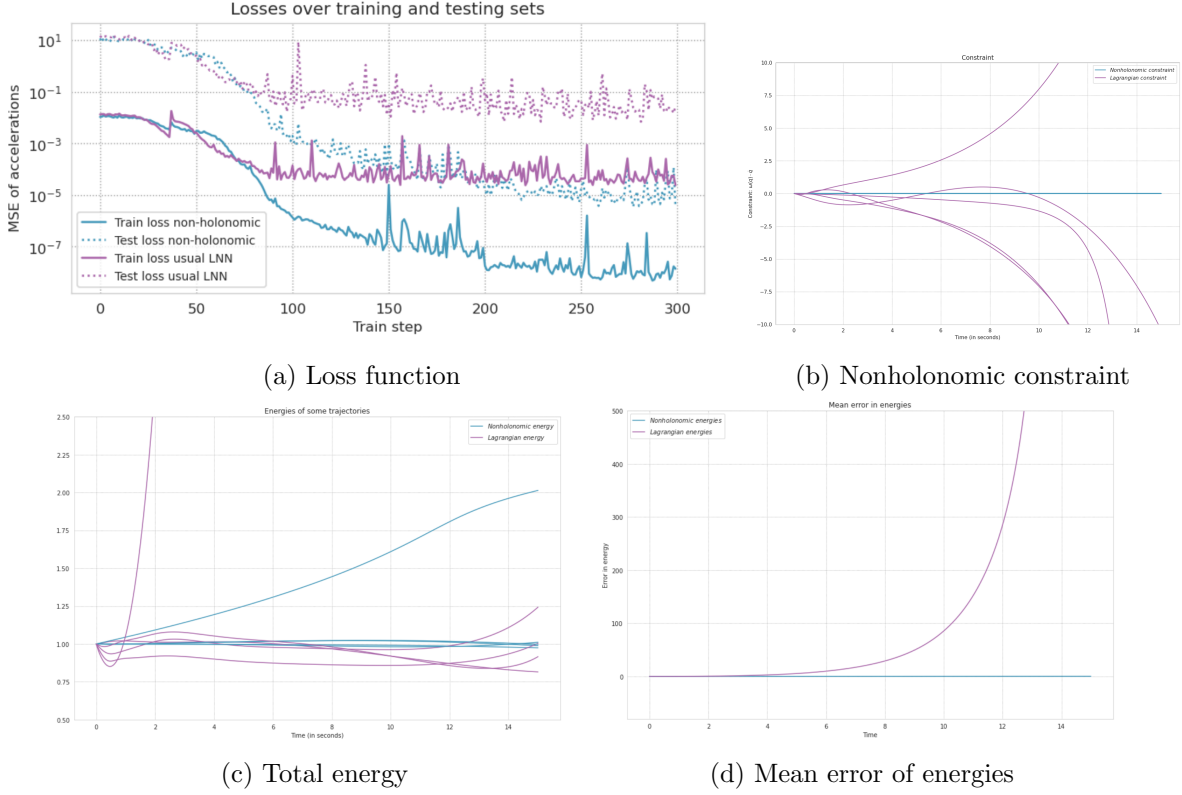 Losses over training and testing sets
MSE of accelerations
10^1
10^-1
10^-3
10^-5
10^-7
Train loss non-holonomic
Test loss non-holonomic
Train loss usual LNN
Test loss usual LNN
0 50 100 150 200 250 300
Train step
(a) Loss function
Constraint
Constraint: ω(q)·q̇
10.0
7.5
5.0
2.5
0.0
−2.5
−5.0
−7.5
−10.0
Nonholonomic constraint
Lagrangian constraint
0 2 4 6 8 10 12 14
Time (in seconds)
(b) Nonholonomic constraint
Energies of some trajectories
2.50
2.25
2.00
1.75
1.50
1.25
1.00
0.75
0.50
Nonholonomic energy
Lagrangian energy
0 2 4 6 8 10 12 14
Time (in seconds)
(c) Total energy
Mean error in energies
Error in energy
500
400
300
200
100
0
Nonholonomic energies
Lagrangian energies
0 2 4 6 8 10 12 14
Time
(d) Mean error of energies